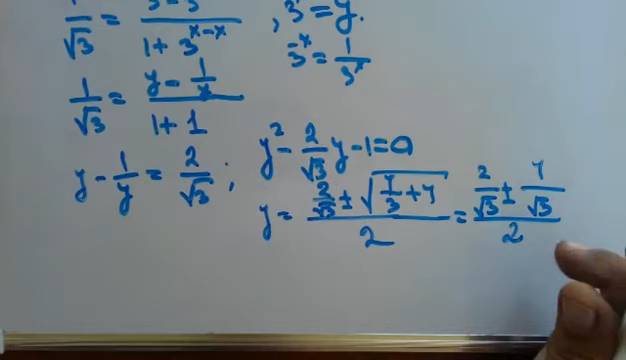 1/√3 = (3 - 3)/(1 + 3^(x-x)) , 3^x = y.
3^(-x) = 1/3^x
1/√3 = (y - 1/y)/(1 + 1)
y - 1/y = 2/√3 ; y² - 2/√3 y - 1 = 0
y = (2/√3 ± √(4/3 + 4))/2 = (2/√3 ± 4/√3)/2